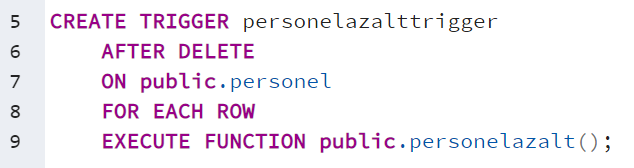 5 CREATE TRIGGER personelazalttrigger
6 AFTER DELETE
7 ON public.personel
8 FOR EACH ROW
9 EXECUTE FUNCTION public.personelazalt();